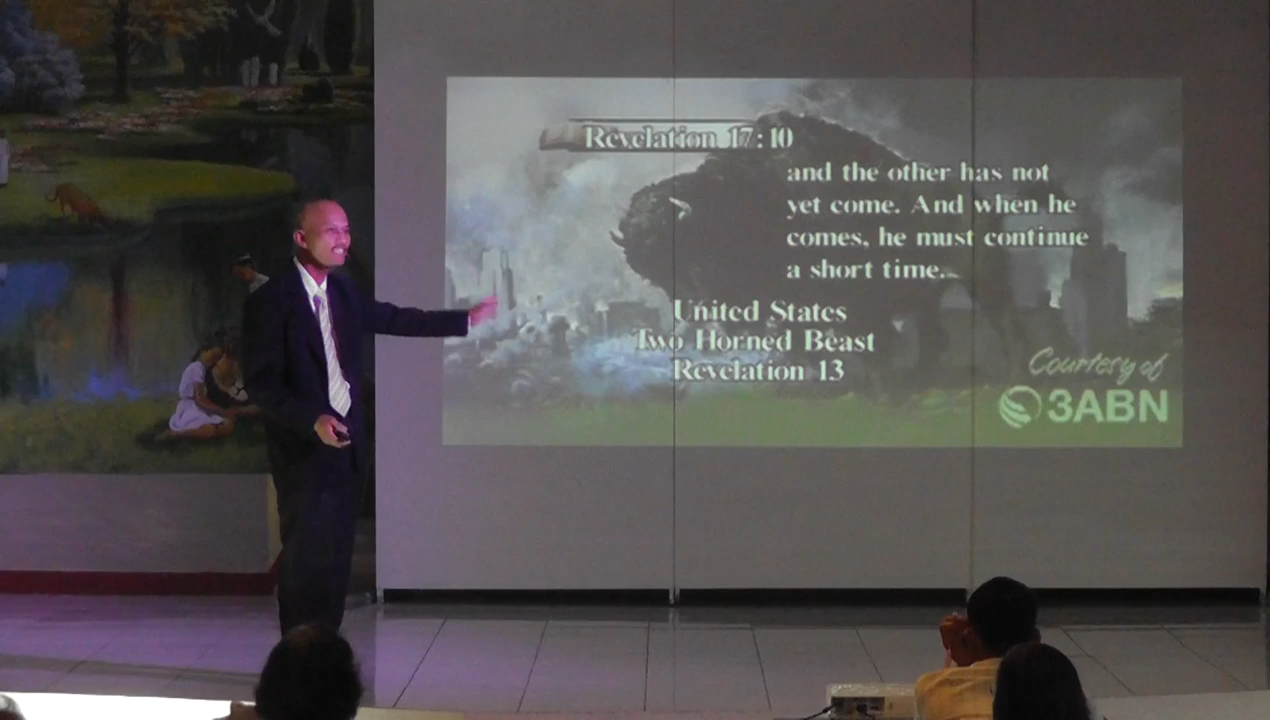 Revelation 17:10
and the other has not
yet come. And when he
comes, he must continue
a short time.
United States
Two Horned Beast
Revelation 13
Courtesy of
3ABN